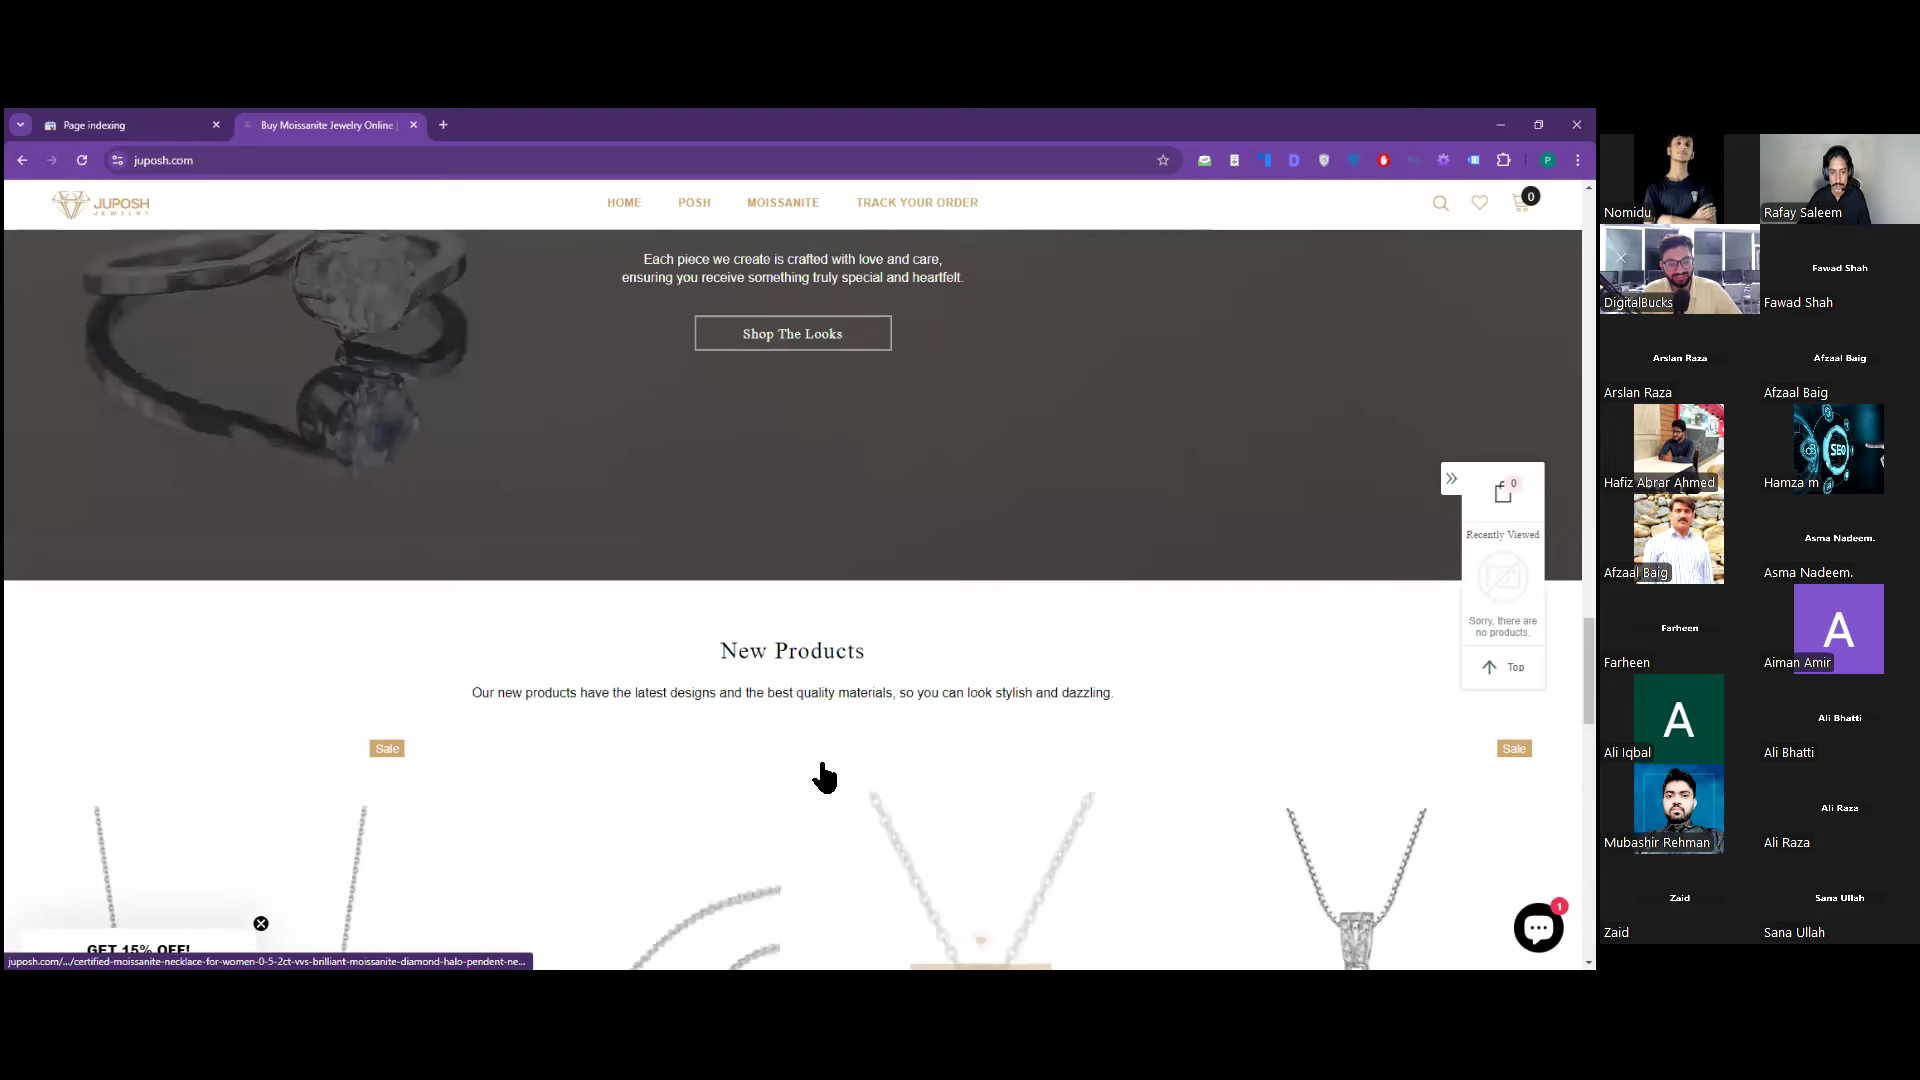 Page indexing
Buy Moissanite Jewelry Online |
juposh.com
P
JUPOSH
JEWELRY
HOME
POSH
MOISSANITE
TRACK YOUR ORDER
0
Each piece we create is crafted with love and care,
ensuring you receive something truly special and heartfelt.
Shop The Looks
0
Recently Viewed
Sorry, there are
no products.
Top
New Products
Our new products have the latest designs and the best quality materials, so you can look stylish and dazzling.
Sale
Sale
GET 15% OFF!
1
juposh.com/.../certified-moissanite-necklace-for-women-0-5-2ct-vvs-brilliant-moissanite-diamond-halo-pendent-ne...
Nomidu
Rafay Saleem
DigitalBucks
Fawad Shah
Fawad Shah
Arslan Raza
Arslan Raza
Afzaal Baig
Afzaal Baig
Hafiz Abrar Ahmed
SEO
Hamza m
Afzaal Baig
Asma Nadeem.
Asma Nadeem.
Farheen
Farheen
A
Aiman Amir
A
Ali Iqbal
Ali Bhatti
Ali Bhatti
Mubashir Rehman
Ali Raza
Ali Raza
Zaid
Zaid
Sana Ullah
Sana Ullah